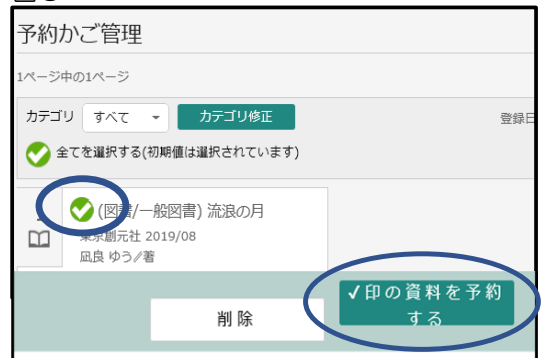 予約かご管理
1ページ中の1ページ
カテゴリ すべて カテゴリ修正 登録日
全てを選択する(初期値は選択されています)
(図書/一般図書) 流浪の月
東京創元社 2019/08
凪良 ゆう//著
削除
✓印の資料を予約
する